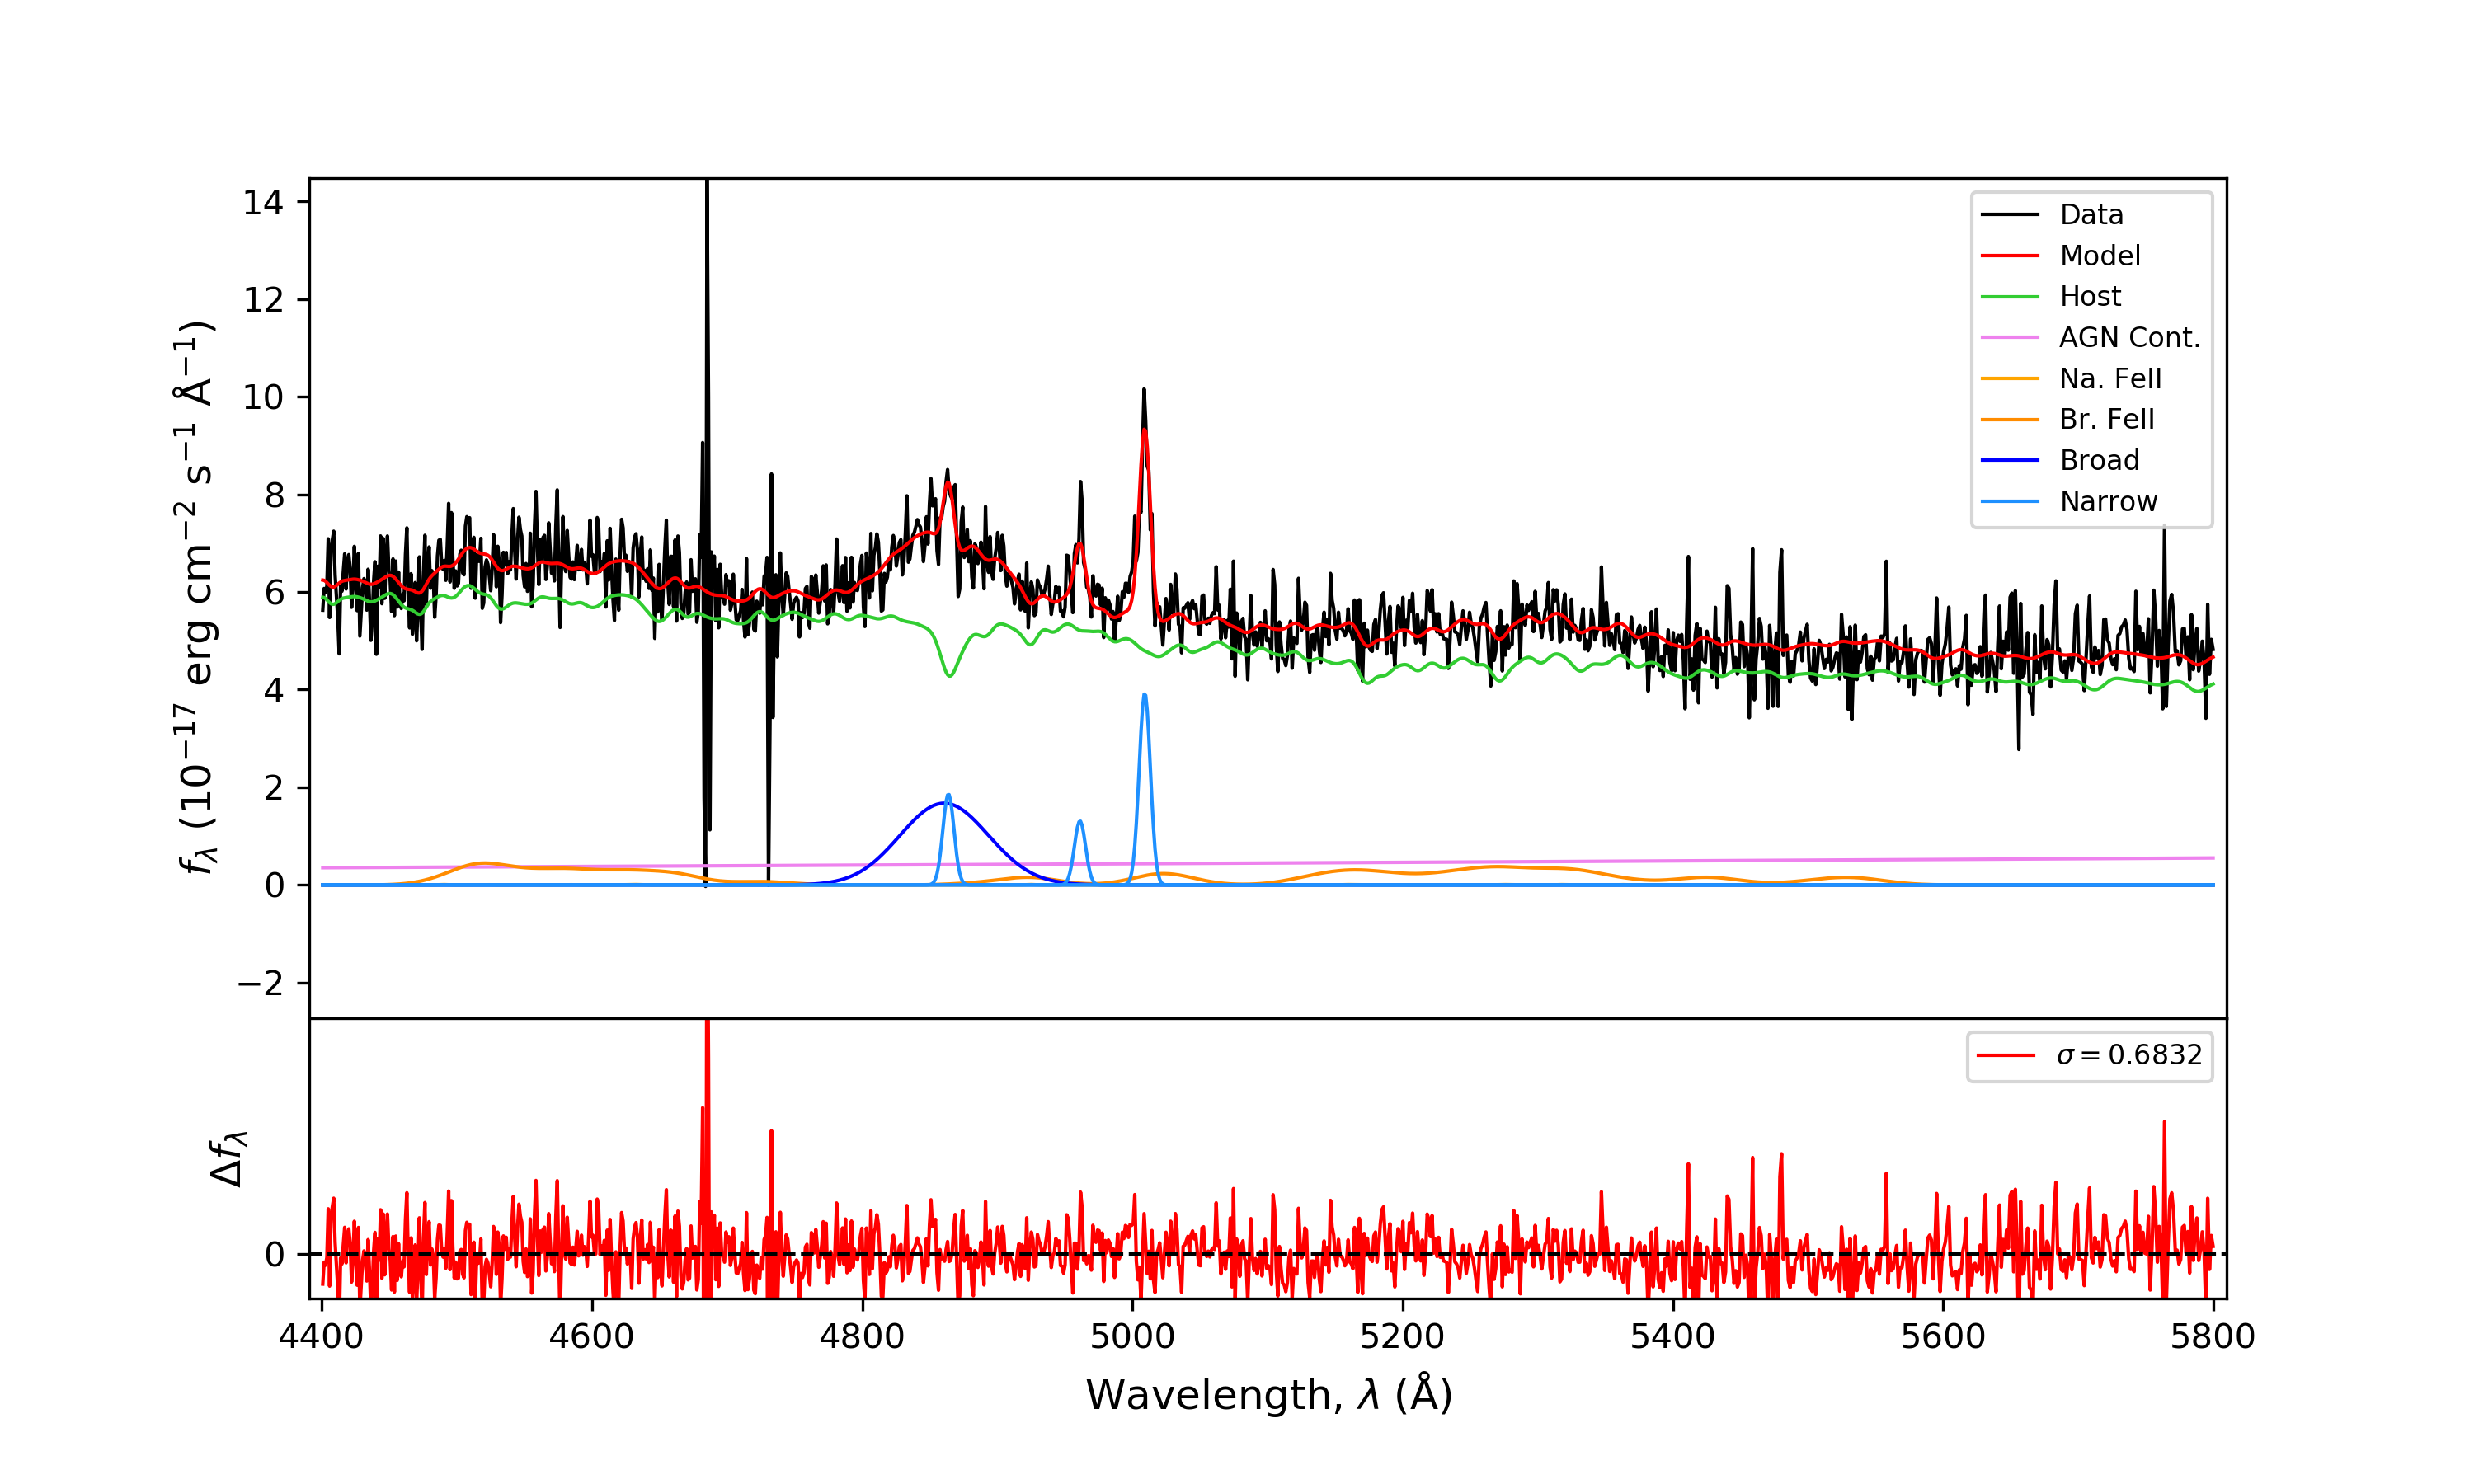 14
12
10
8
6
4
2
0
−2
fλ (10⁻¹⁷ erg cm⁻² s⁻¹ Å⁻¹)
Data
Model
Host
AGN Cont.
Na. FeII
Br. FeII
Broad
Narrow
σ = 0.6832
0
Δfλ
4400 4600 4800 5000 5200 5400 5600 5800
Wavelength, λ (Å)